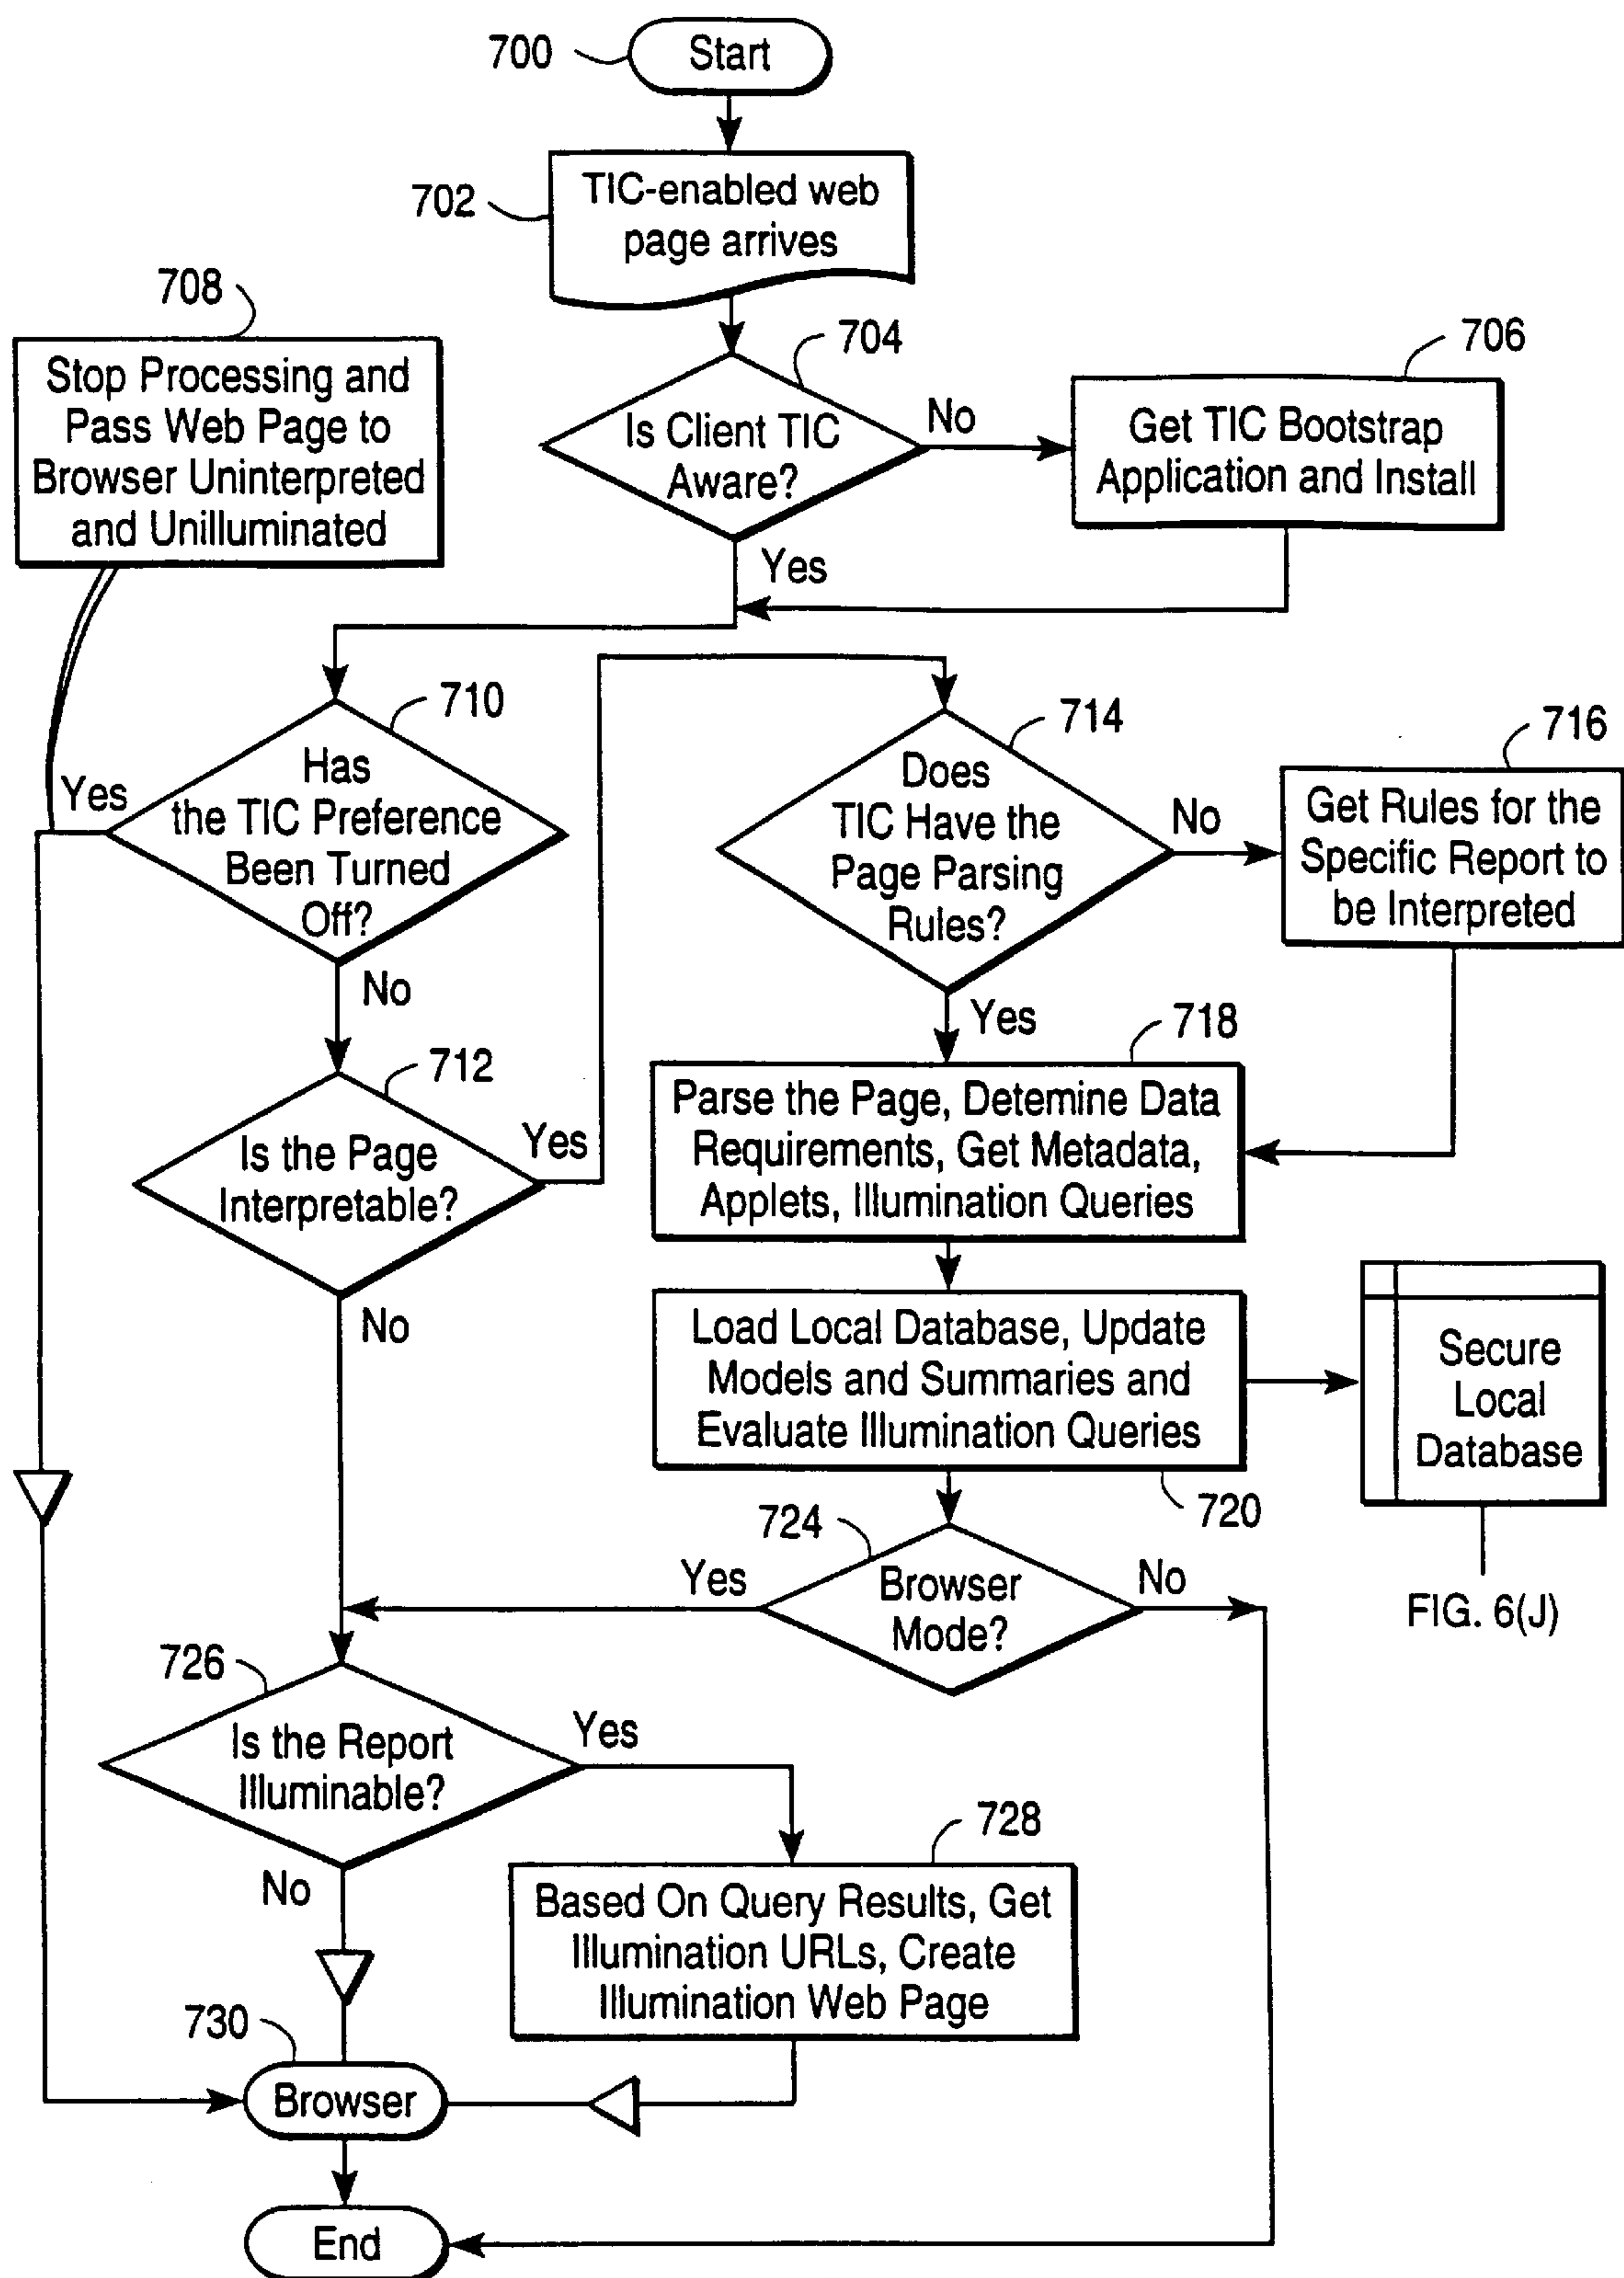 700
Start
702
TIC-enabled web
page arrives
708
Stop Processing and
Pass Web Page to
Browser Uninterpreted
and Unilluminated
704
Is Client TIC
Aware?
No
Yes
706
Get TIC Bootstrap
Application and Install
710
Has
the TIC Preference
Been Turned
Off?
Yes
No
712
Is the Page
Interpretable?
Yes
No
714
Does
TIC Have the
Page Parsing
Rules?
No
Yes
716
Get Rules for the
Specific Report to
be Interpreted
718
Parse the Page, Detemine Data
Requirements, Get Metadata,
Applets, Illumination Queries
Load Local Database, Update
Models and Summaries and
Evaluate Illumination Queries
720
Secure
Local
Database
FIG. 6(J)
724
Browser
Mode?
Yes
No
726
Is the Report
Illuminable?
Yes
No
728
Based On Query Results, Get
Illumination URLs, Create
Illumination Web Page
730
Browser
End